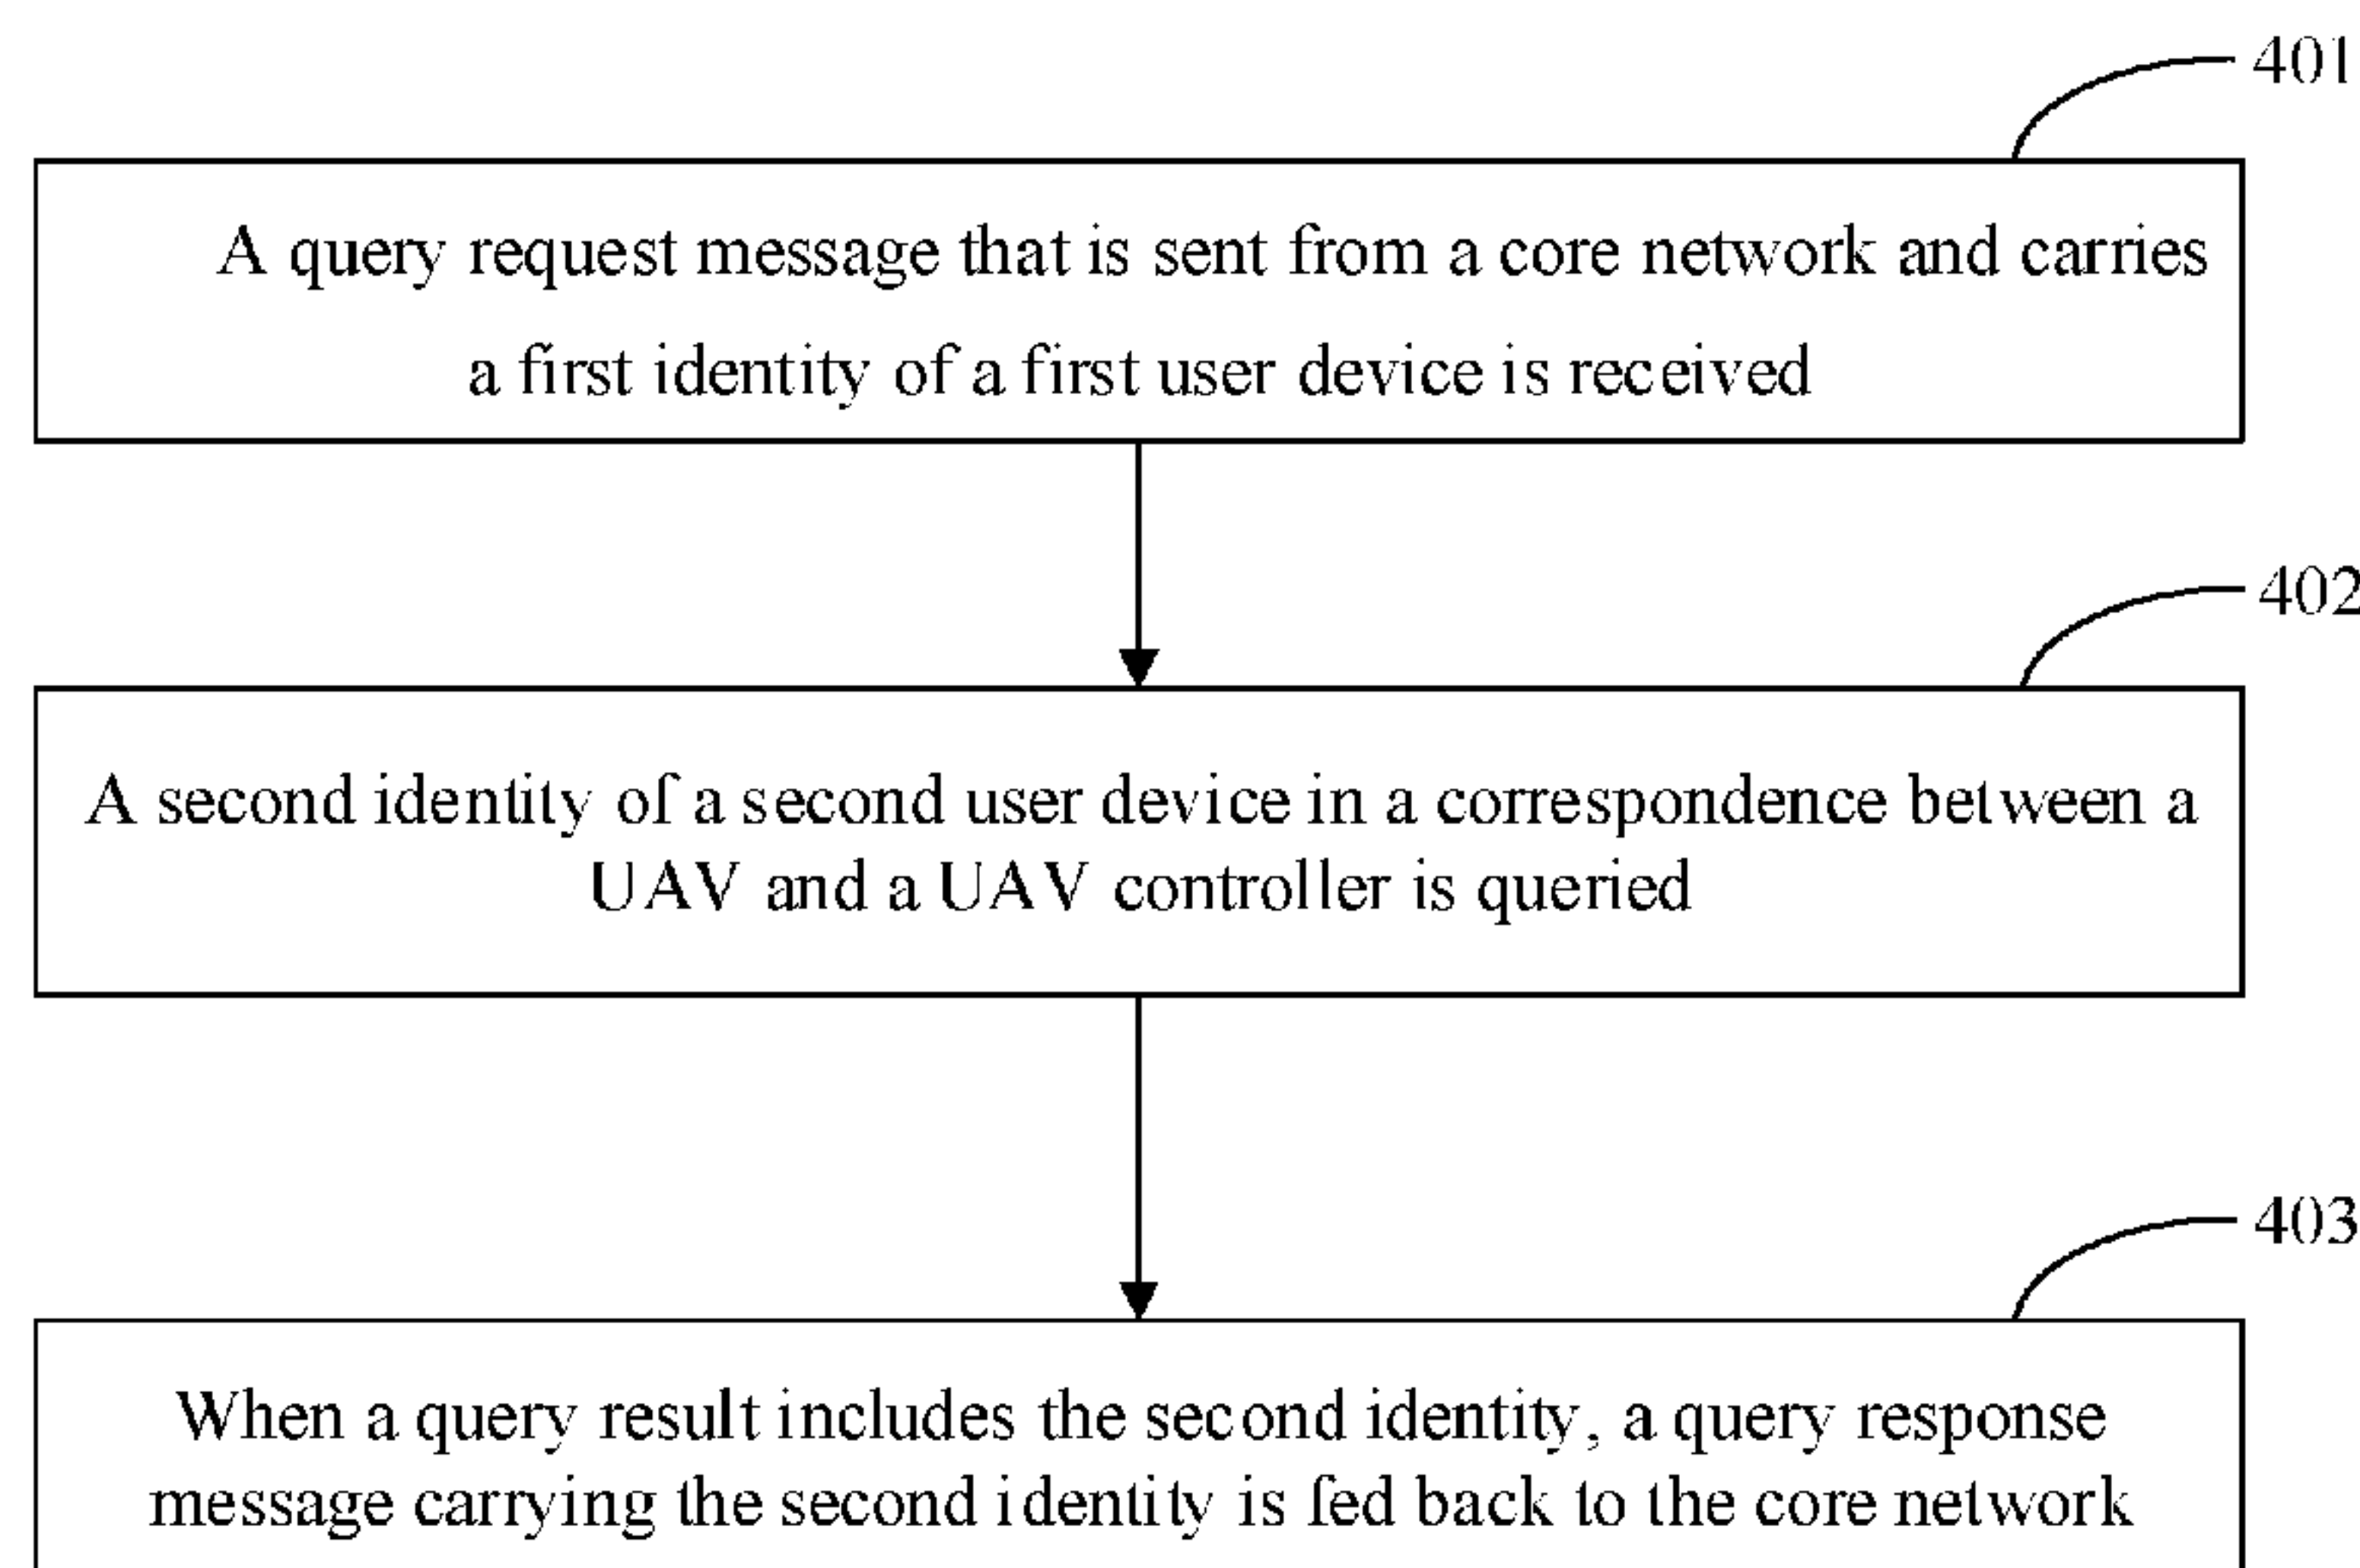 401
A query request message that is sent from a core network and carries
a first identity of a first user device is received
402
A second identity of a second user device in a correspondence between a
UAV and a UAV controller is queried
403
When a query result includes the second identity, a query response
message carrying the second identity is fed back to the core network